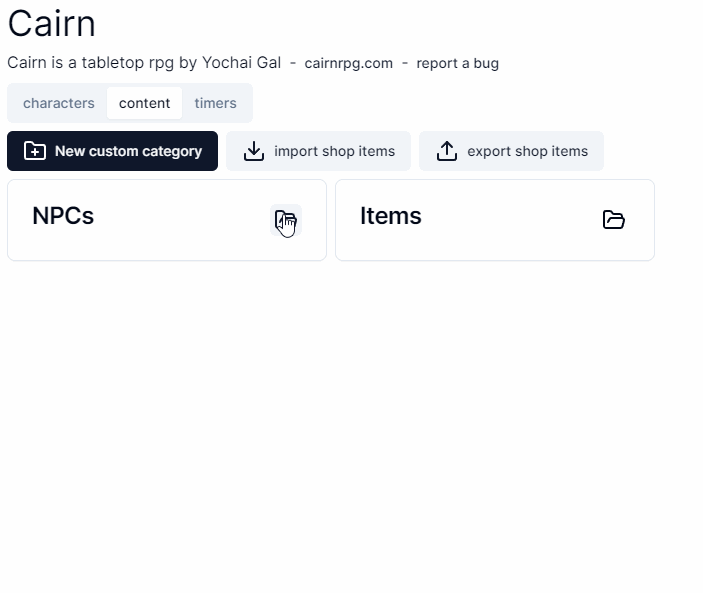 Cairn
Cairn is a tabletop rpg by Yochai Gal - cairnrpg.com - report a bug
characters content timers
New custom category import shop items export shop items
NPCs Items